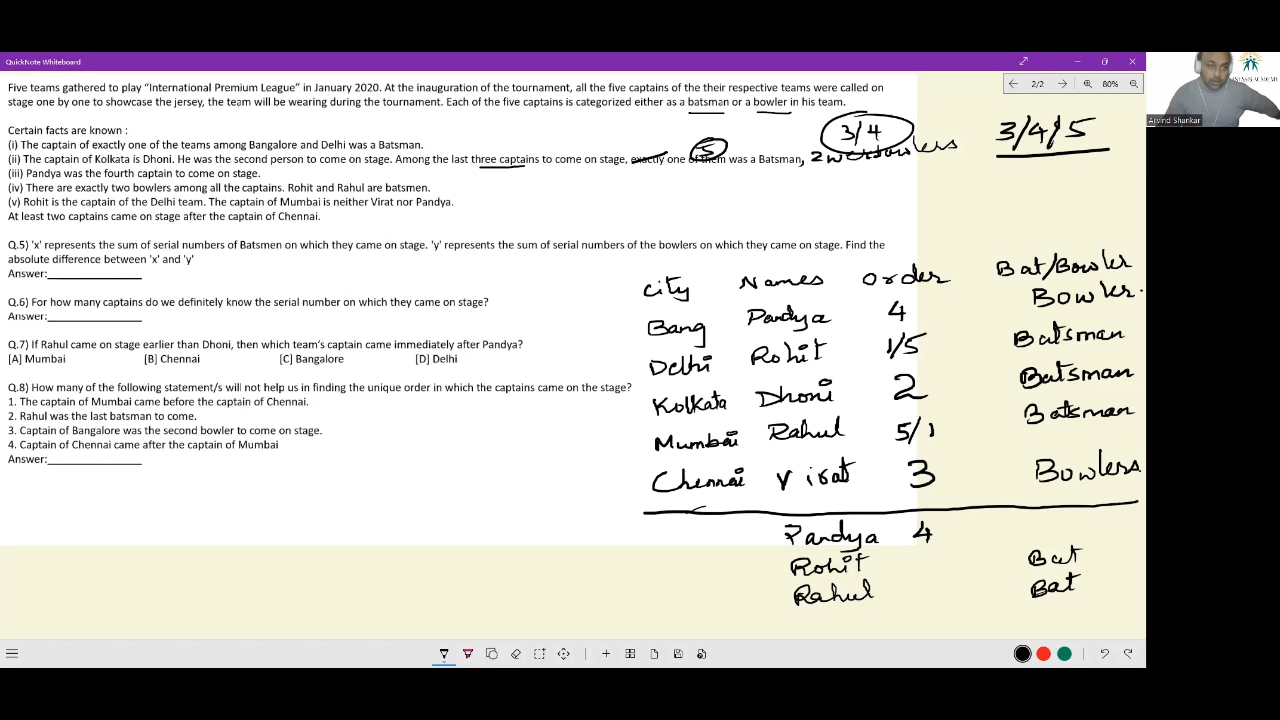 QuickNote Whiteboard
2/2
80%
Five teams gathered to play “International Premium League” in January 2020. At the inauguration of the tournament, all the five captains of the their respective teams were called on
stage one by one to showcase the jersey, the team will be wearing during the tournament. Each of the five captains is categorized either as a batsman or a bowler in his team.
Arvind Shankar
Certain facts are known :
3/4
3/4/5
(i) The captain of exactly one of the teams among Bangalore and Delhi was a Batsman.
5
(ii) The captain of Kolkata is Dhoni. He was the second person to come on stage. Among the last three captains to come on stage, exactly one of them was a Batsman, 2 were bowlers
(iii) Pandya was the fourth captain to come on stage.
(iv) There are exactly two bowlers among all the captains. Rohit and Rahul are batsmen.
(v) Rohit is the captain of the Delhi team. The captain of Mumbai is neither Virat nor Pandya.
At least two captains came on stage after the captain of Chennai.
Q.5) 'x' represents the sum of serial numbers of Batsmen on which they came on stage. 'y' represents the sum of serial numbers of the bowlers on which they came on stage. Find the
absolute difference between 'x' and 'y'
Answer:______________
Q.6) For how many captains do we definitely know the serial number on which they came on stage?
Answer:______________
Q.7) If Rahul came on stage earlier than Dhoni, then which team's captain came immediately after Pandya?
[A] Mumbai [B] Chennai [C] Bangalore [D] Delhi
Q.8) How many of the following statement/s will not help us in finding the unique order in which the captains came on the stage?
1. The captain of Mumbai came before the captain of Chennai.
2. Rahul was the last batsman to come.
3. Captain of Bangalore was the second bowler to come on stage.
4. Captain of Chennai came after the captain of Mumbai
Answer:______________
City Names Order Bat/Bowler
Bang Pandya 4 Bowler.
Delhi Rohit 1/5 Batsman
Kolkata Dhoni 2 Batsman
Mumbai Rahul 5/1 Batsman
Chennai Virat 3 Bowlers.
Pandya 4
Rohit Bat
Rahul Bat